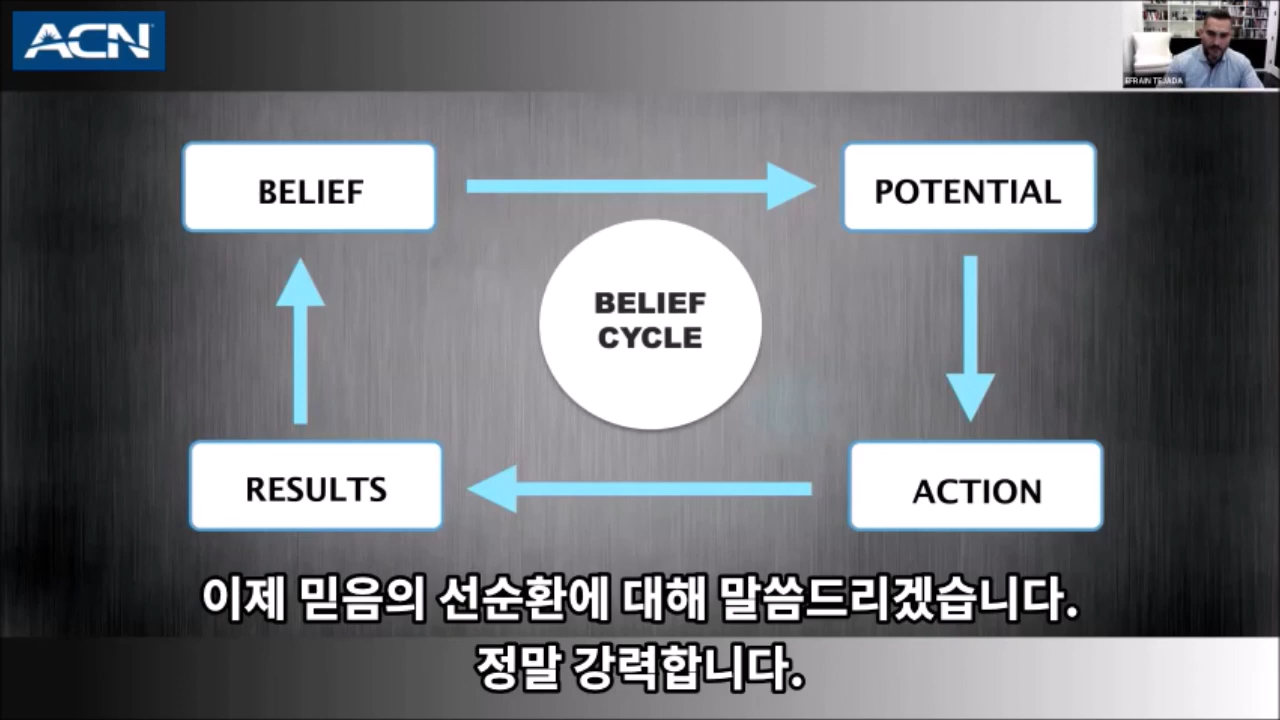 ACN
EFRAIN TEJADA
BELIEF
POTENTIAL
BELIEF
CYCLE
RESULTS
ACTION
이제 믿음의 선순환에 대해 말씀드리겠습니다.
정말 강력합니다.